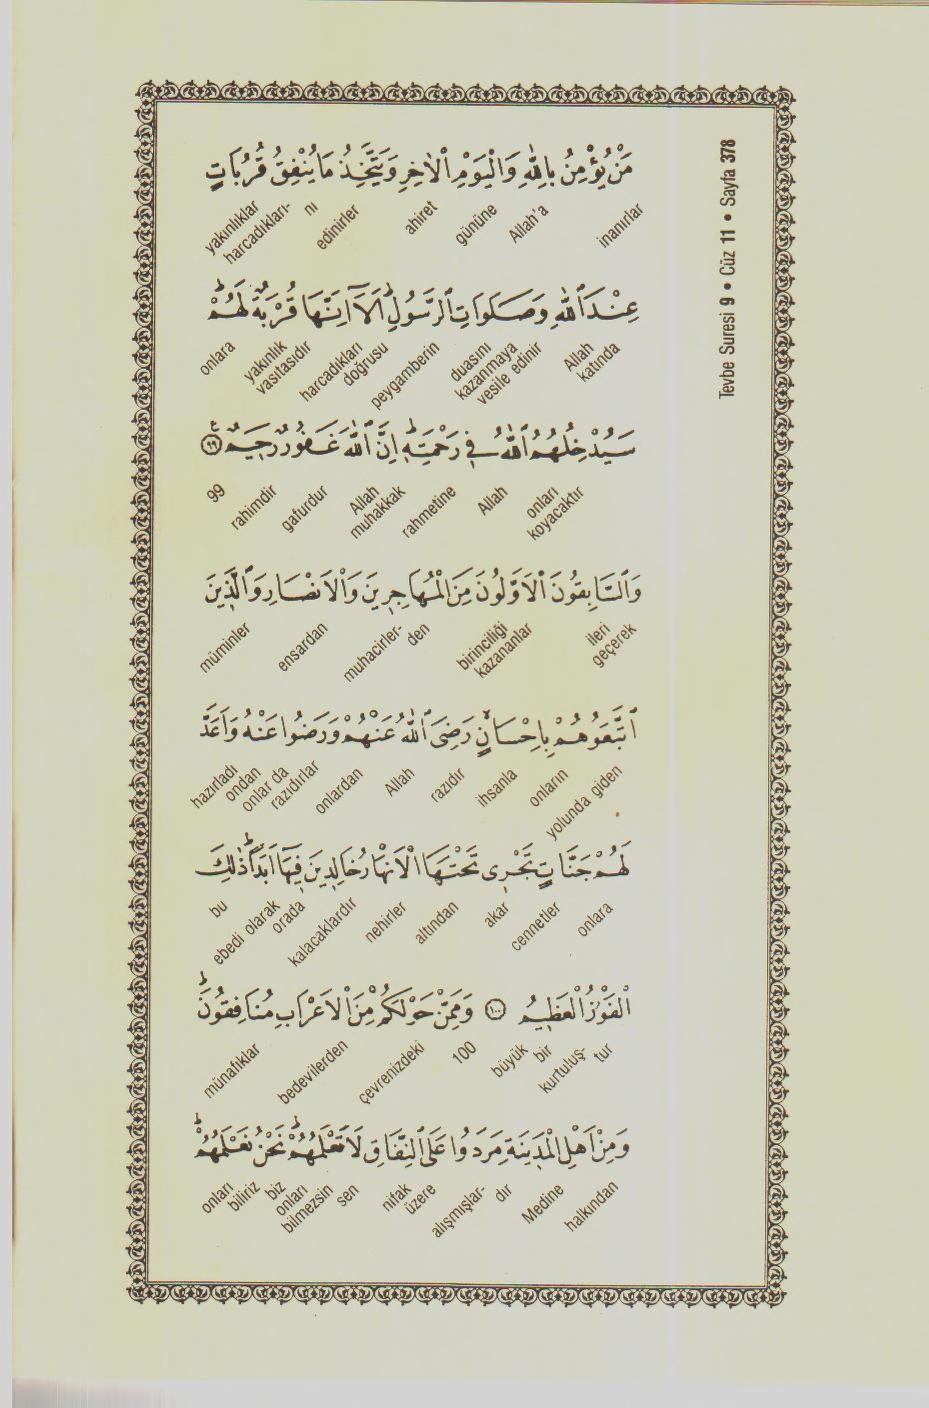 Tevbe Suresi 9 • Cüz 11 • Sayfa 378
مَنْ يُؤْمِنُ بِاللّٰهِ وَالْيَوْمِ الْاٰخِرِ وَيَتَّخِذُ مَا يُنْفِقُ قُرُبَاتٍ
inanırlar Allah'a gününe ahiret edinirler harcadıkları-nı yakınlıklar
عِنْدَ اللّٰهِ وَصَلَوَاتِ الرَّسُولِۜ اَلَٓا اِنَّهَا قُرْبَةٌ لَهُمْۜ
Allah katında duasını kazanmaya vesile edinir peygamberin harcadıkları doğrusu yakınlık vasıtasıdır onlara
سَيُدْخِلُهُمُ اللّٰهُ ف۪ي رَحْمَتِه۪ۜ اِنَّ اللّٰهَ غَفُورٌ رَح۪يمٌ ﴿٩٩﴾
onları koyacaktır Allah rahmetine Allah muhakkak gafurdur rahimdir 99
وَالسَّابِقُونَ الْاَوَّلُونَ مِنَ الْمُهَاجِر۪ينَ وَالْاَنْصَارِ وَالَّذ۪ينَ
ileri geçerek birinciliği kazananlar muhacirler-den ensardan müminler
اتَّبَعُوهُمْ بِاِحْسَانٍۙ رَضِيَ اللّٰهُ عَنْهُمْ وَرَضُوا عَنْهُ وَاَعَدَّ
yolunda giden onların ihsanla razıdır Allah onlardan onlar da razıdırlar ondan hazırladı
لَهُمْ جَنَّاتٍ تَجْر۪ي تَحْتَهَا الْاَنْهَارُ خَالِد۪ينَ ف۪يهَٓا اَبَداًۜ ذٰلِكَ
onlara cennetler akar altından nehirler kalacaklardır orada ebedi olarak bu
الْفَوْزُ الْعَظ۪يمُ ﴿١٠٠﴾ وَمِمَّنْ حَوْلَكُمْ مِنَ الْاَعْرَابِ مُنَافِقُونَۜ
kurtuluş-tur bir büyük 100 çevrenizdeki bedevilerden münafıklar
وَمِنْ اَهْلِ الْمَد۪ينَةِ مَرَدُوا عَلَى النِّفَاقِ لَا تَعْلَمُهُمْۜ نَحْنُ نَعْلَمُهُمْۜ
halkından Medine alışmışlar-dır nifak üzere sen onları bilmezsin biz onları biliriz